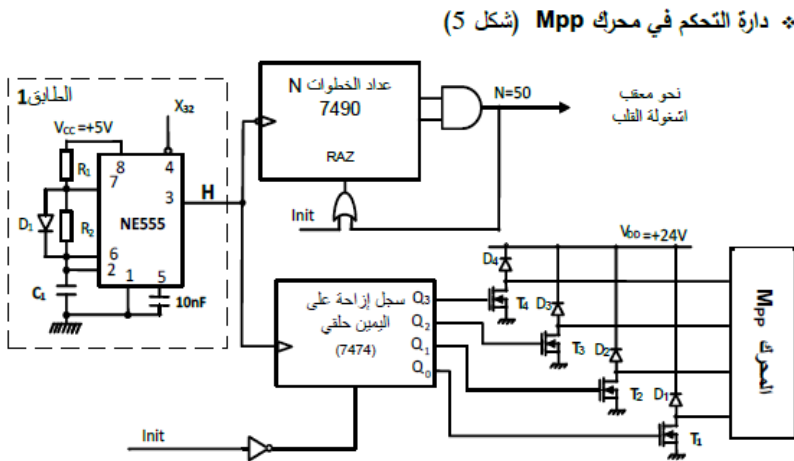 ❖ دارة التحكم في محرك Mpp (شكل 5)
الطابق1
X32
VCC =+5V
R1
8
7
4
D1
R2
NE555
3
H
6
2
1
5
C1
10nF
عداد الخطوات N
7490
RAZ
N=50
نحو معقب
اشغولة القلب
Init
VDD =+24V
سجل إزاحة على
اليمين حلقي
(7474)
Q3
Q2
Q1
Q0
D4
T4
D3
T3
D2
T2
D1
T1
المحرك MPP
Init